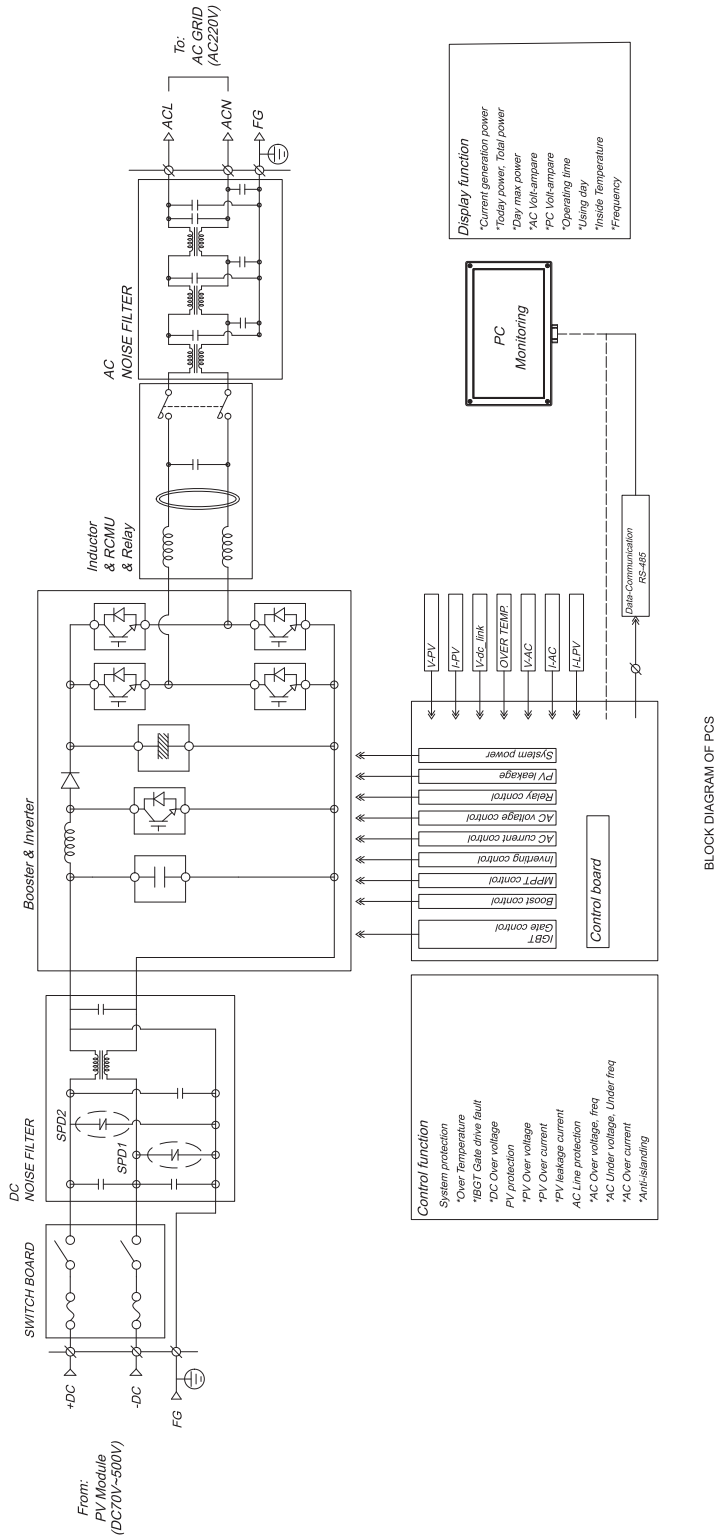 From:
PV Module
(DC70V~500V)
+DC
-DC
FG
SWITCH BOARD
DC
NOISE FILTER
SPD2
SPD1
Booster & Inverter
Inductor
& RCMU
& Relay
AC
NOISE FILTER
ACL
ACN
FG
To:
AC GRID
(AC220V)
Control function
System protection
*Over Temperature
*IBGT Gate drive fault
*DC Over voltage
PV protection
*PV Over voltage
*PV Over current
*PV leakage current
AC Line protection
*AC Over voltage, freq
*AC Under voltage, Under freq
*AC Over current
*Anti-islanding
IGBT
Gate control
Boost control
MPPT control
Inverting control
AC current control
AC voltage control
Relay control
PV leakage
System power
Control board
V-PV
I-PV
V-dc_link
OVER TEMP.
V-AC
I-AC
I-LPV
Data-Communication
RS-485
PC
Monitoring
Display function
*Current generation power
*Today power, Total power
*Day max power
*AC Volt-ampare
*PC Volt-ampare
*Operating time
*Using day
*Inside Temperature
*Frequency
BLOCK DIAGRAM OF PCS